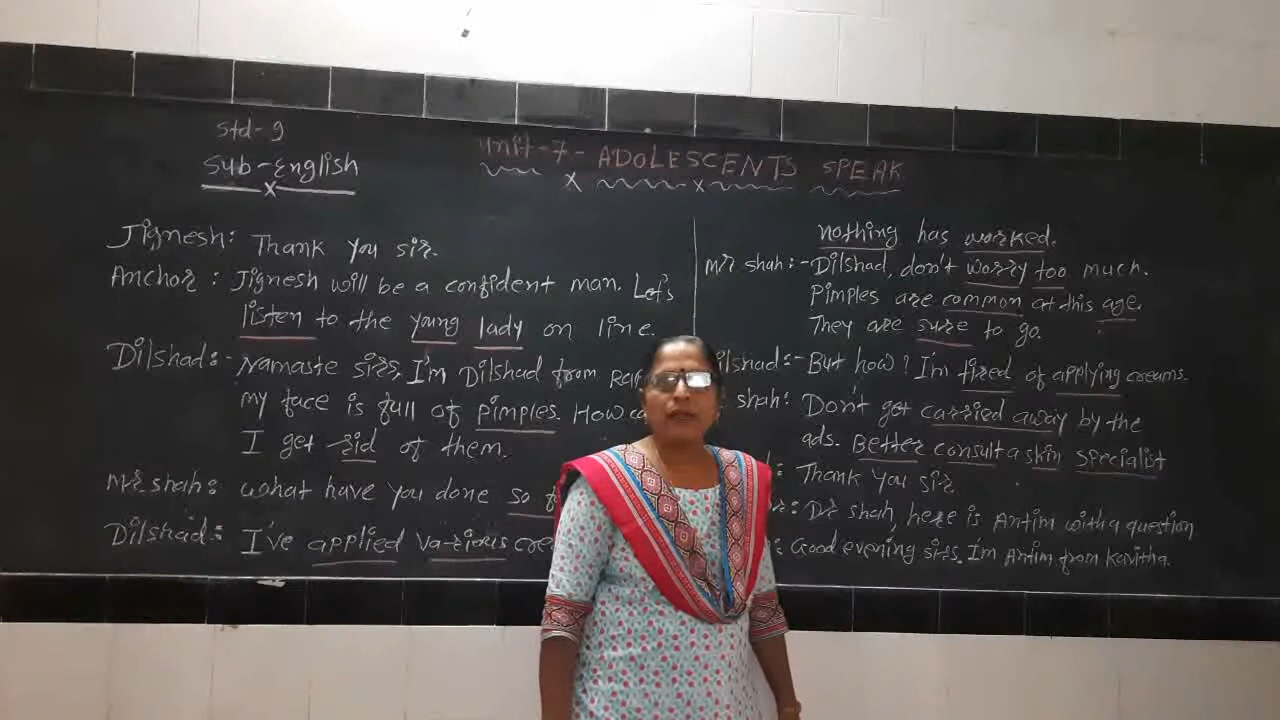 Std-9
Sub-English
Unit-7- ADOLESCENTS SPEAK
Jignesh: Thank you sir.
Anchor : Jignesh will be a confident man. Let's
listen to the young lady on line.
Dilshad:- Namaste sirs, I'm Dilshad from
my face is full of pimples. How
I get rid of them.
Mr shah: what have you done so
Dilshad:- I've applied various
nothing has worked.
Mr shah:- Dilshad, don't worry too much.
Pimples are common at this age.
They are sure to go.
But how? I'm tired of applying creams.
shah: Don't get carried away by the
ads. Better consult a skin specialist
: Thank you sir
: Dr shah, here is Antim with a question
: Good evening sirs. I'm Antim from Kavitha.